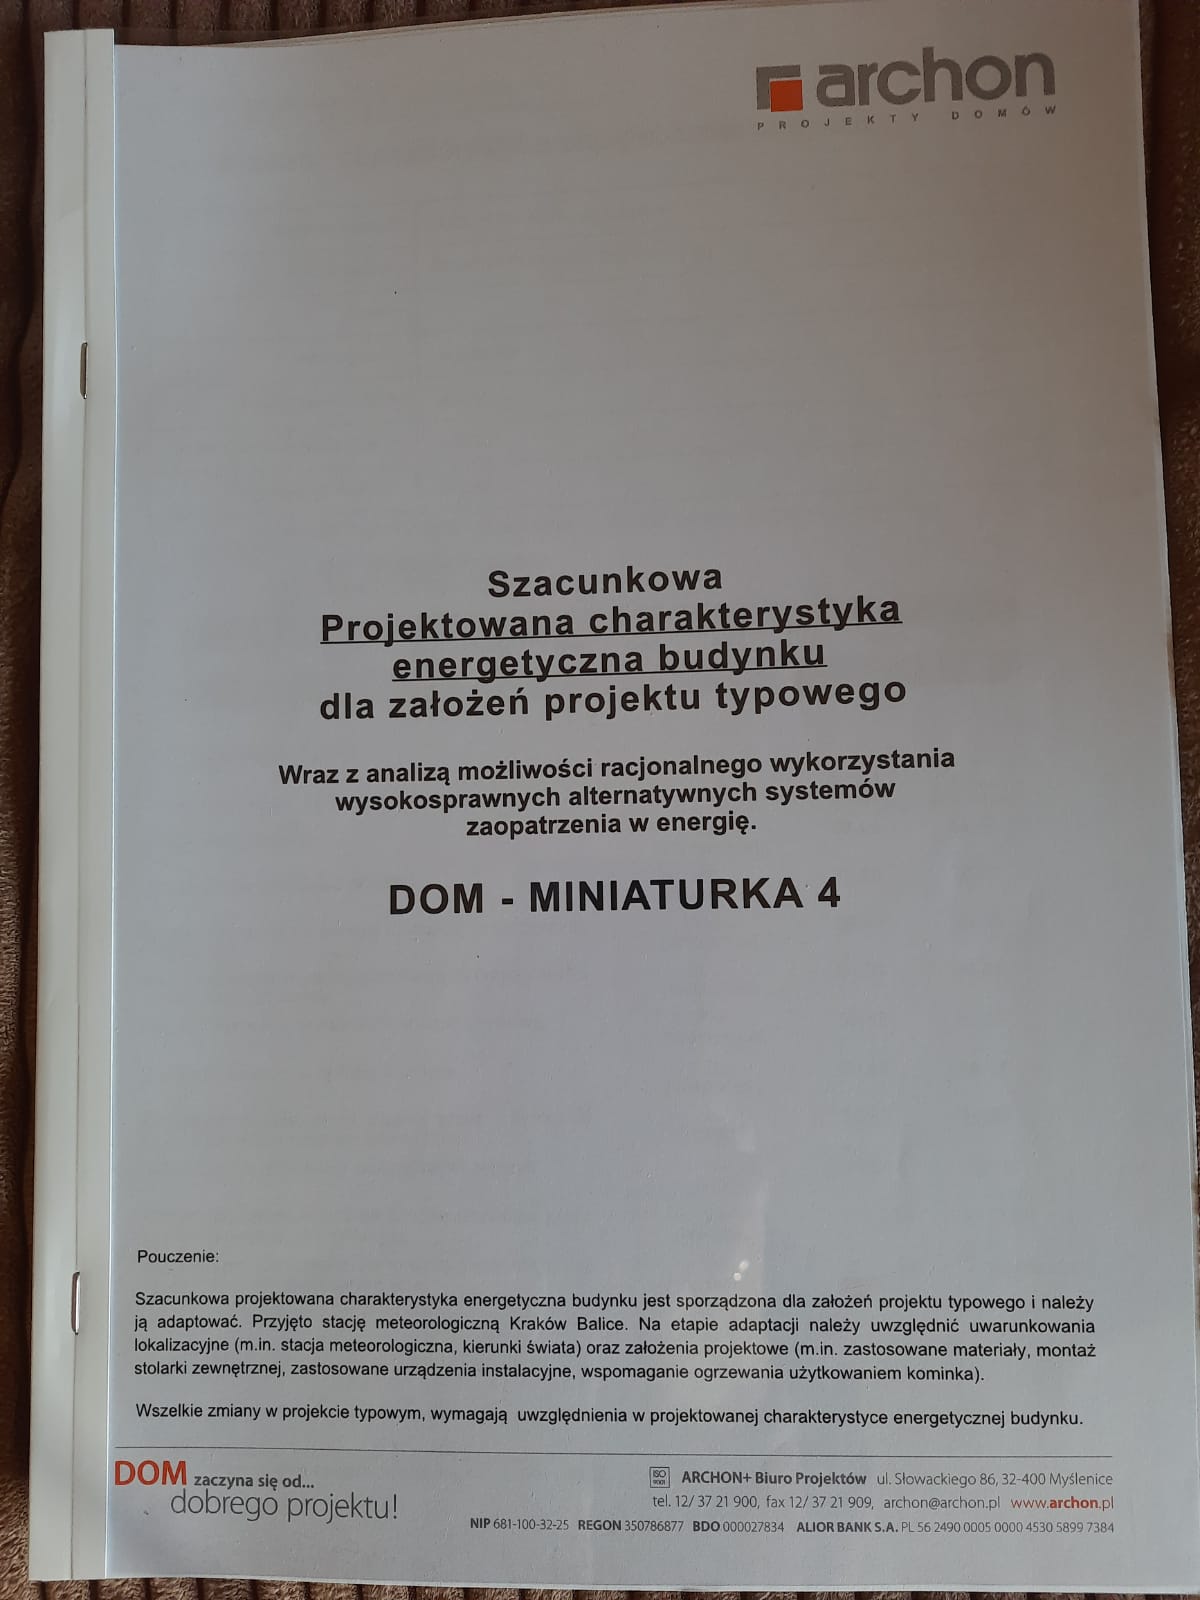 archon
PROJEKTY DOMÓW
Szacunkowa
Projektowana charakterystyka
energetyczna budynku
dla założeń projektu typowego
Wraz z analizą możliwości racjonalnego wykorzystania
wysokosprawnych alternatywnych systemów
zaopatrzenia w energię.
DOM - MINIATURKA 4
Pouczenie:
Szacunkowa projektowana charakterystyka energetyczna budynku jest sporządzona dla założeń projektu typowego i należy
ją adaptować. Przyjęto stację meteorologiczną Kraków Balice. Na etapie adaptacji należy uwzględnić uwarunkowania
lokalizacyjne (m.in. stacja meteorologiczna, kierunki świata) oraz założenia projektowe (m.in. zastosowane materiały, montaż
stolarki zewnętrznej, zastosowane urządzenia instalacyjne, wspomaganie ogrzewania użytkowaniem kominka).
Wszelkie zmiany w projekcie typowym, wymagają uwzględnienia w projektowanej charakterystyce energetycznej budynku.
DOM zaczyna się od...
dobrego projektu!
ISO 9001 ARCHON+ Biuro Projektów ul. Słowackiego 86, 32-400 Myślenice
tel. 12/ 37 21 900, fax 12/ 37 21 909, archon@archon.pl www.archon.pl
NIP 681-100-32-25 REGON 350786877 BDO 000027834 ALIOR BANK S.A. PL 56 2490 0005 0000 4530 5899 7384